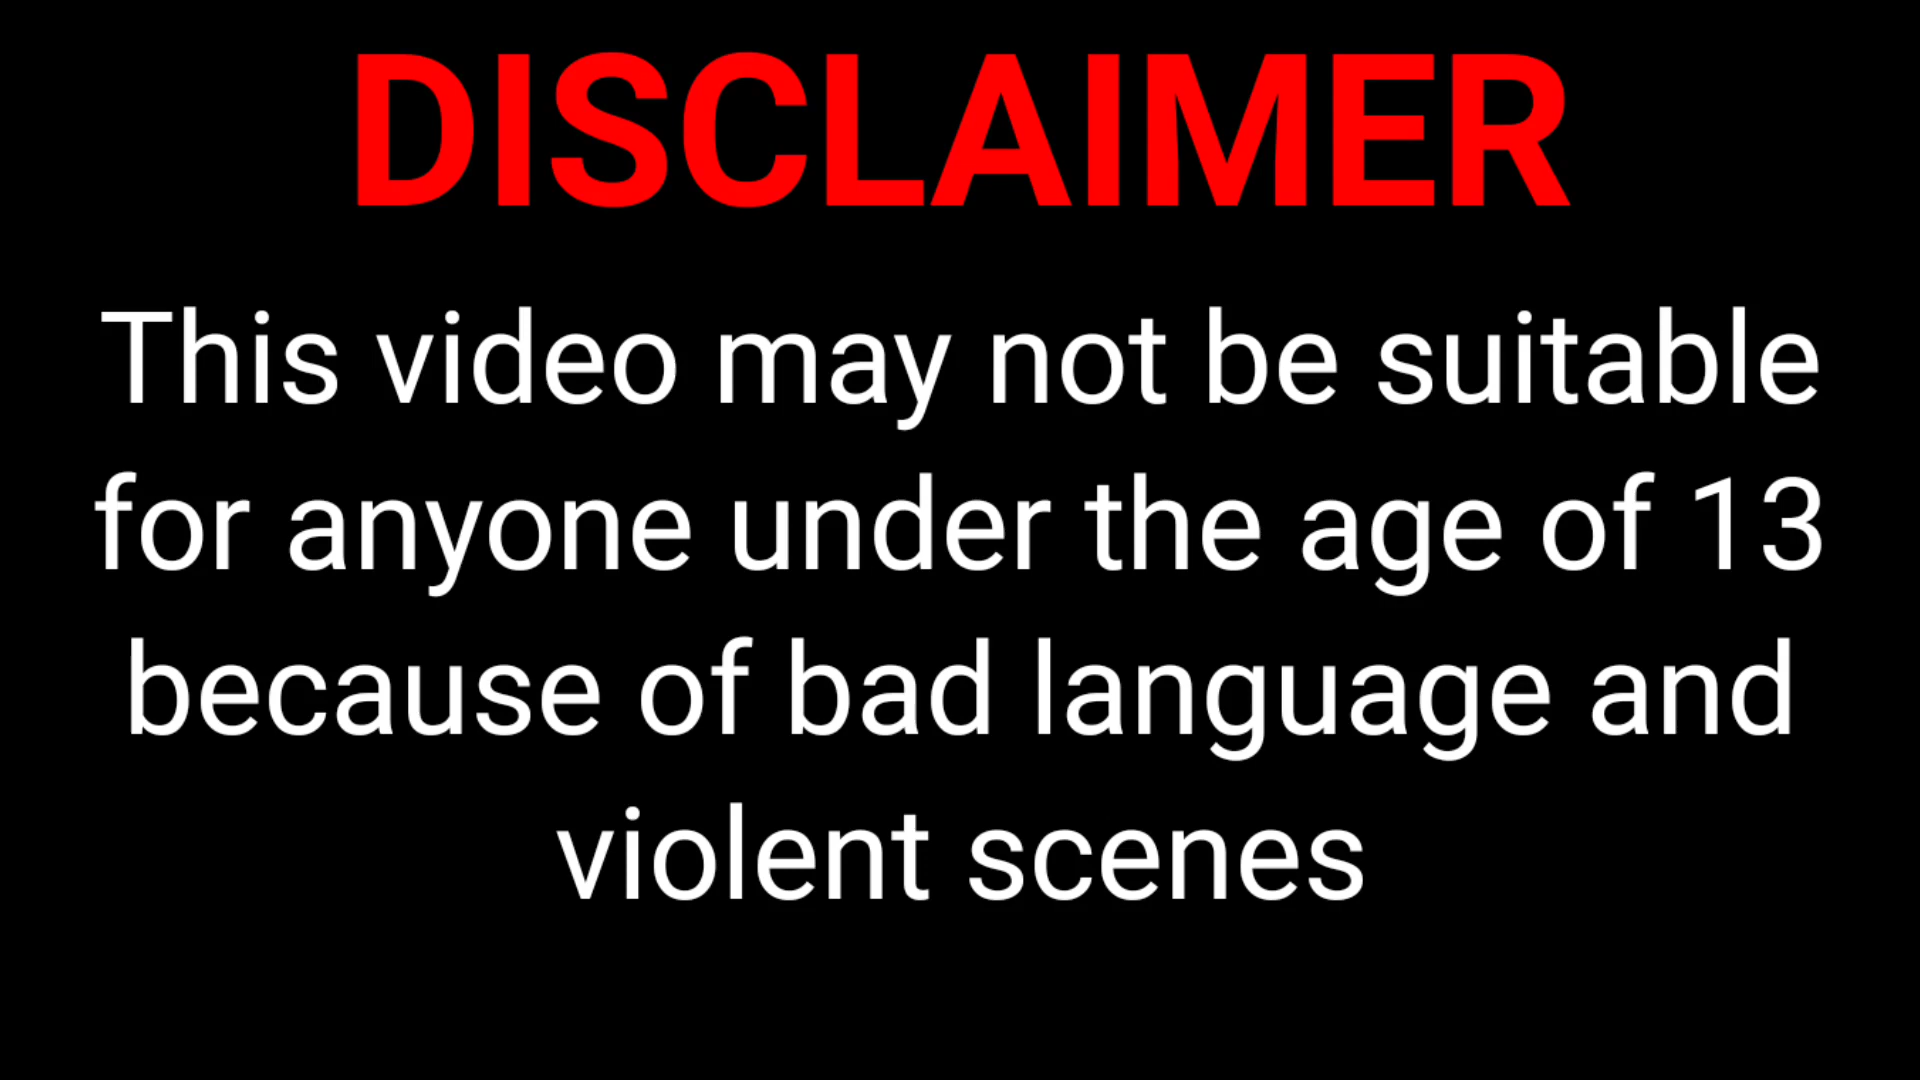 DISCLAIMER
This video may not be suitable
for anyone under the age of 13
because of bad language and
violent scenes